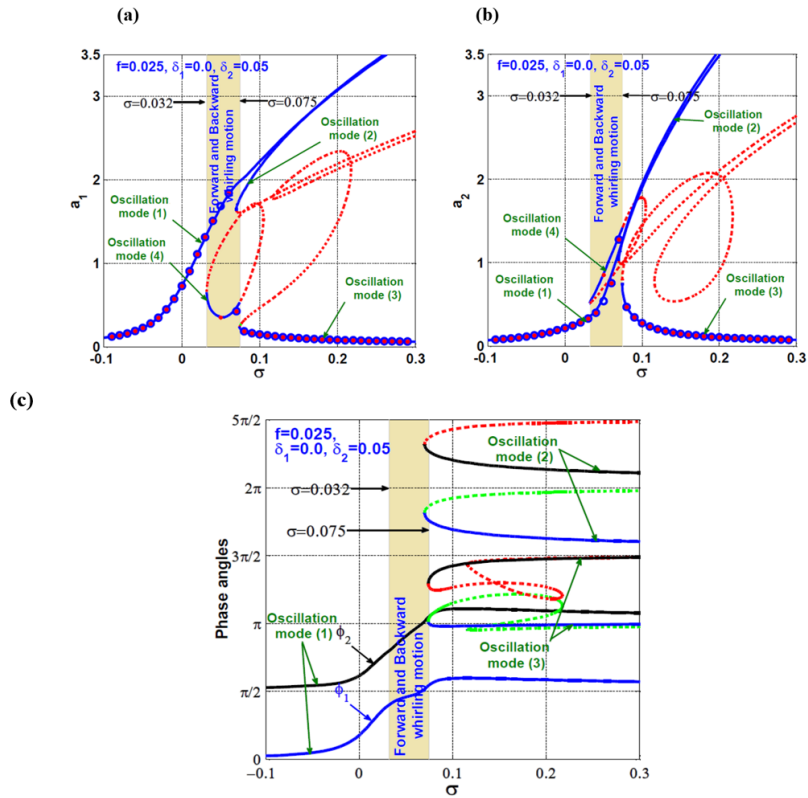 (a)
3.5
3
2
1
0
-0.1
0
0.1
0.2
0.3
a1
σ
f=0.025, δ1=0.0, δ2=0.05
σ=0.032
σ=0.075
Forward and Backward
whirling motion
Oscillation
mode (2)
Oscillation
mode (1)
Oscillation
mode (4)
Oscillation
mode (3)
(b)
3.5
3
2
1
0
-0.1
0
0.1
0.2
0.3
a2
σ
f=0.025, δ1=0.0, δ2=0.05
σ=0.032
σ=0.075
Forward and Backward
whirling motion
Oscillation
mode (2)
Oscillation
mode (4)
Oscillation
mode (1)
Oscillation
mode (3)
(c)
5π/2
2π
3π/2
π
π/2
0
-0.1
0
0.1
0.2
0.3
Phase angles
σ
f=0.025,
δ1=0.0, δ2=0.05
σ=0.032
σ=0.075
Forward and Backward
whirling motion
Oscillation
mode (2)
Oscillation
mode (1)
ϕ2
ϕ1
Oscillation
mode (3)